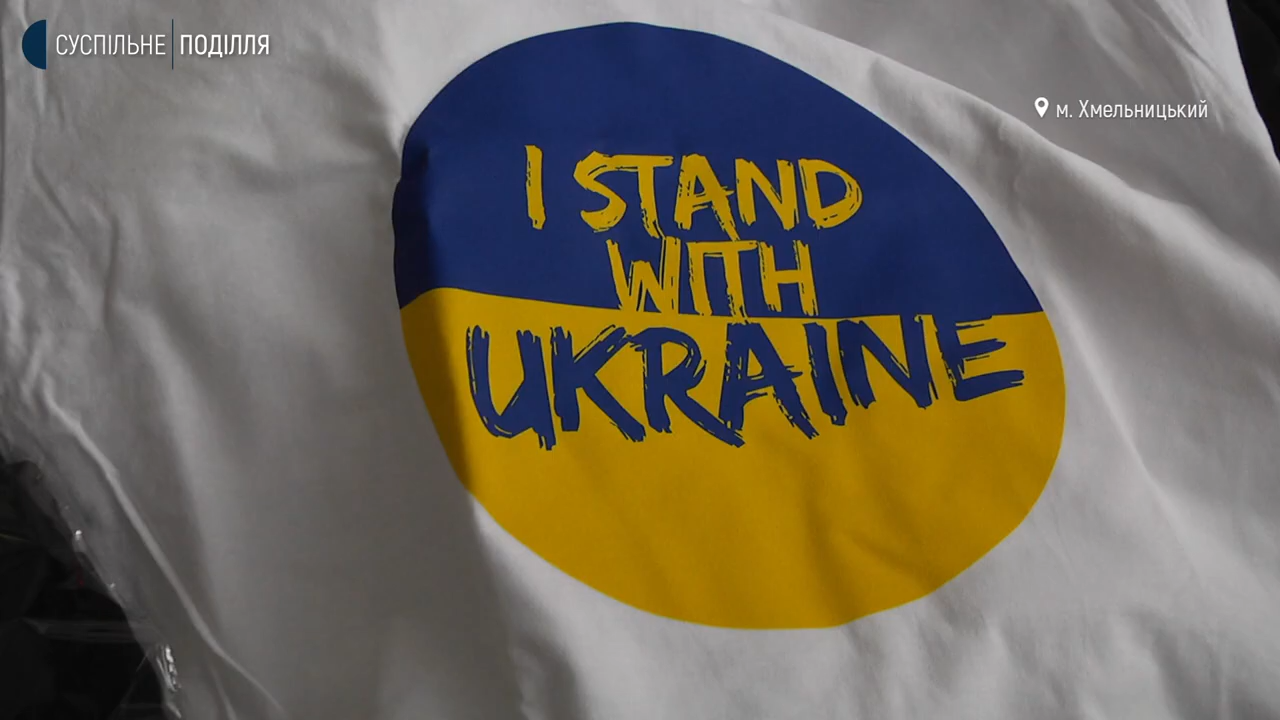 СУСПІЛЬНЕ ПОДІЛЛЯ
м. Хмельницький
I STAND
WITH
UKRAINE